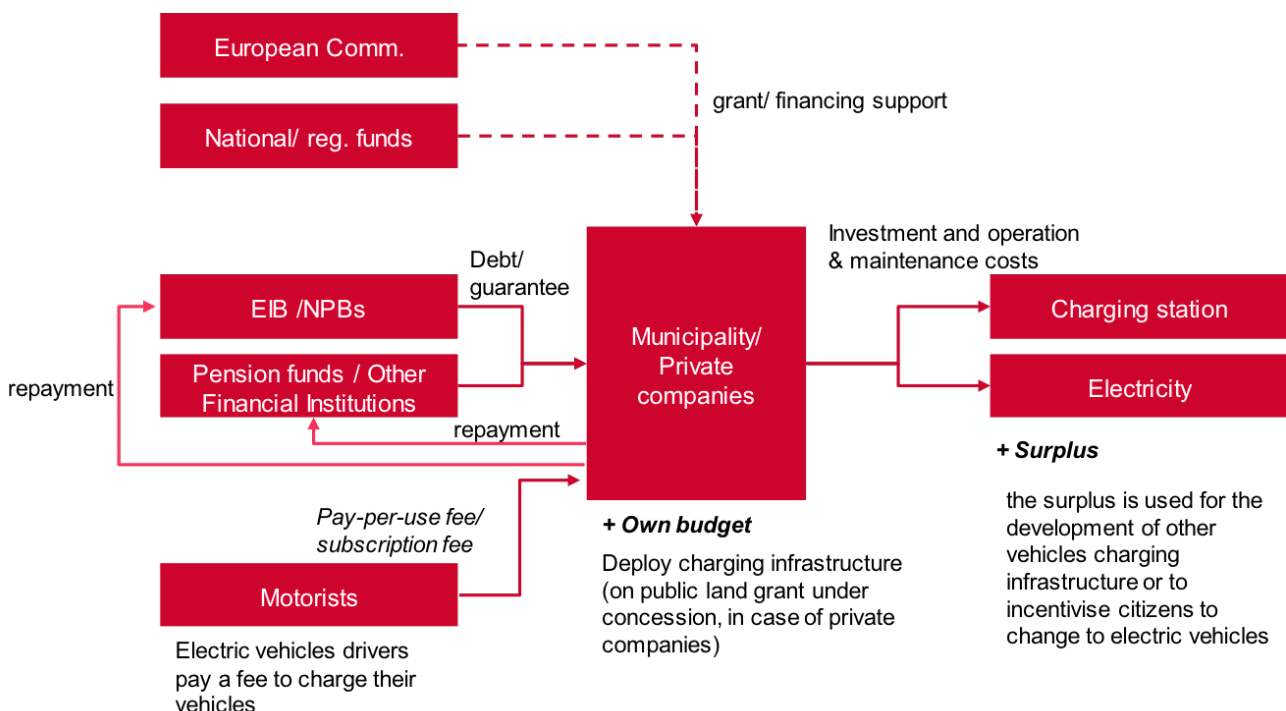 European Comm.
grant/ financing support
National/ reg. funds
Investment and operation
& maintenance costs
Debt/
guarantee
EIB /NPBs
Municipality/
Private
companies
Charging station
repayment
Pension funds / Other
Financial Institutions
Electricity
repayment
+ Surplus
the surplus is used for the
development of other
vehicles charging
infrastructure or to
incentivise citizens to
change to electric vehicles
Pay-per-use fee/
subscription fee
+ Own budget
Deploy charging infrastructure
(on public land grant under
concession, in case of private
companies)
Motorists
Electric vehicles drivers
pay a fee to charge their
vehicles